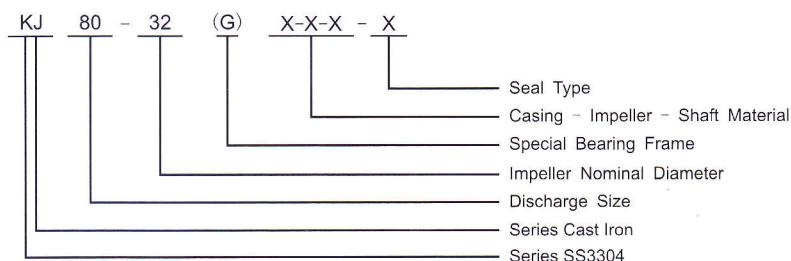 KJ 80 - 32 (G) X-X-X - X
Seal Type
Casing - Impeller - Shaft Material
Special Bearing Frame
Impeller Nominal Diameter
Discharge Size
Series Cast Iron
Series SS3304